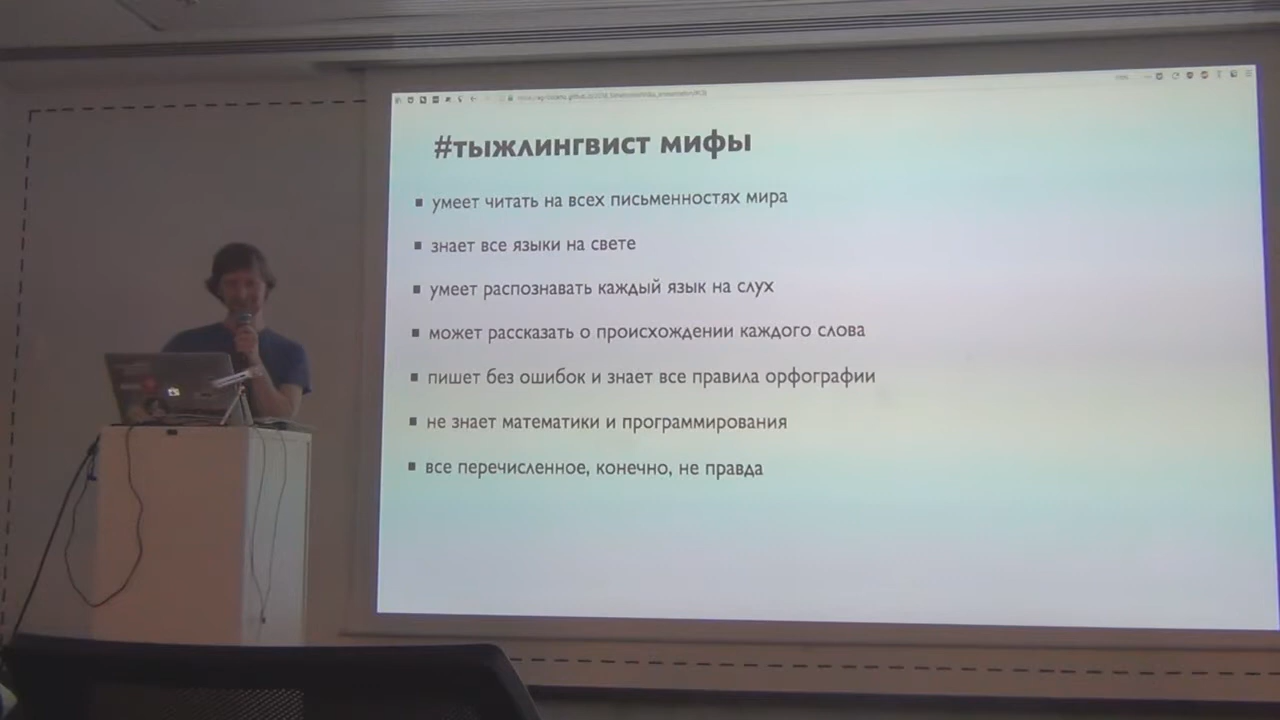 #тыжлингвист мифы
умеет читать на всех письменностях мира
знает все языки на свете
умеет распознавать каждый язык на слух
может рассказать о происхождении каждого слова
пишет без ошибок и знает все правила орфографии
не знает математики и программирования
все перечисленное, конечно, не правда